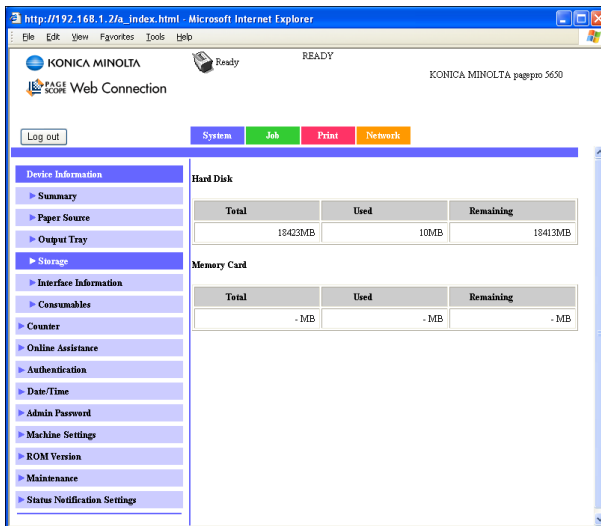 http://192.168.1.2/a_index.html - Microsoft Internet Explorer
File Edit View Favorites Tools Help
KONICA MINOLTA
Ready
READY
KONICA MINOLTA pagepro 5650
PAGE SCOPE Web Connection
Log out
System Job Print Network
Device Information
Summary
Paper Source
Output Tray
Storage
Interface Information
Consumables
Counter
Online Assistance
Authentication
Date/Time
Admin Password
Machine Settings
ROM Version
Maintenance
Status Notification Settings
Hard Disk
Total Used Remaining
18423MB 10MB 18413MB
Memory Card
Total Used Remaining
- MB - MB - MB